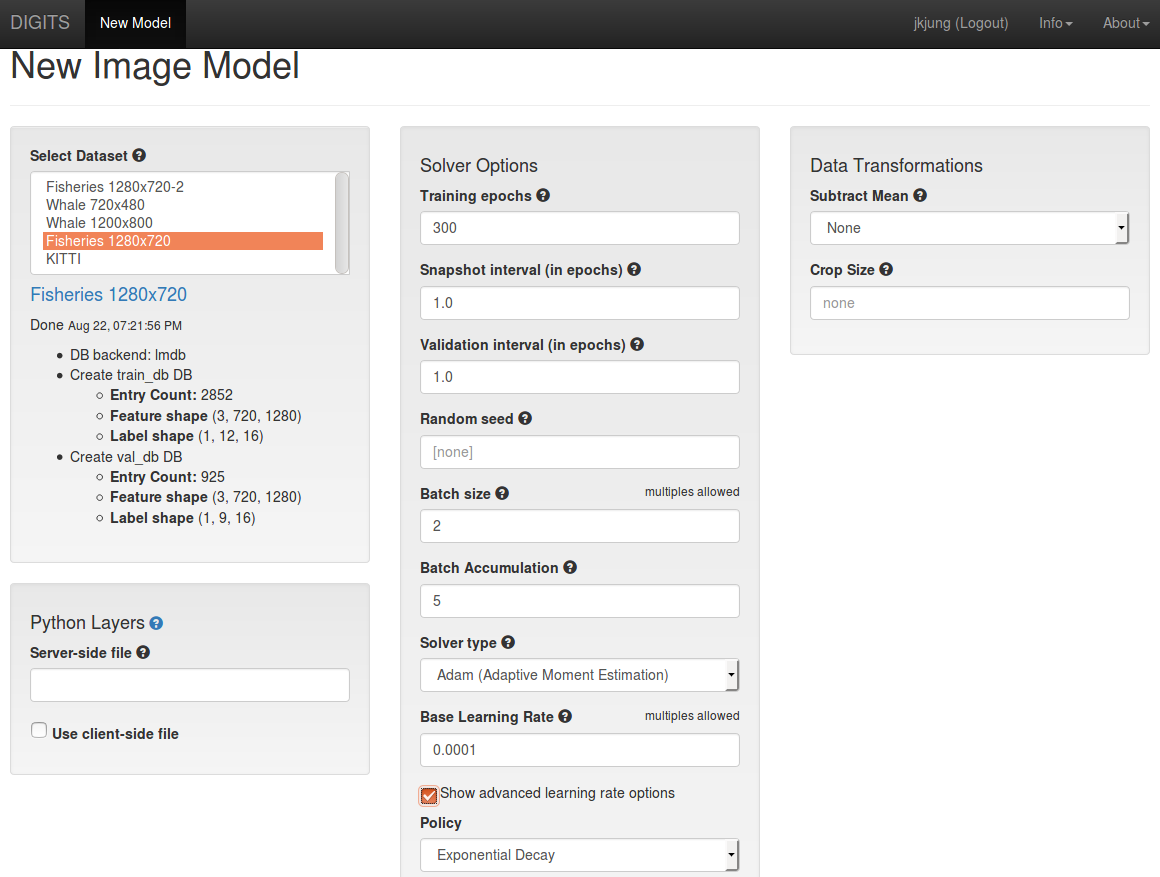 DIGITS
New Model
jkjung (Logout)
Info
About
New Image Model
Select Dataset
Fisheries 1280x720-2
Whale 720x480
Whale 1200x800
Fisheries 1280x720
KITTI
Fisheries 1280x720
Done Aug 22, 07:21:56 PM
DB backend: lmdb
Create train_db DB
Entry Count: 2852
Feature shape (3, 720, 1280)
Label shape (1, 12, 16)
Create val_db DB
Entry Count: 925
Feature shape (3, 720, 1280)
Label shape (1, 9, 16)
Python Layers
Server-side file
Use client-side file
Solver Options
Training epochs
300
Snapshot interval (in epochs)
1.0
Validation interval (in epochs)
1.0
Random seed
[none]
Batch size
multiples allowed
2
Batch Accumulation
5
Solver type
Adam (Adaptive Moment Estimation)
Base Learning Rate
multiples allowed
0.0001
Show advanced learning rate options
Policy
Exponential Decay
Data Transformations
Subtract Mean
None
Crop Size
none